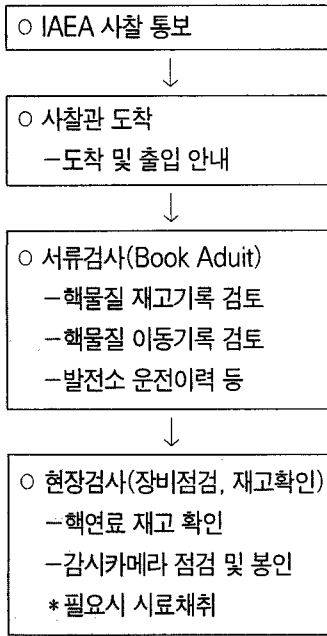 ○ IAEA 사찰 통보
↓
○ 사찰관 도착
－도착 및 출입 안내
↓
○ 서류검사(Book Aduit)
－핵물질 재고기록 검토
－핵물질 이동기록 검토
－발전소 운전이력 등
↓
○ 현장검사(장비점검, 재고확인)
－핵연료 재고 확인
－감시카메라 점검 및 봉인
＊필요시 시료채취